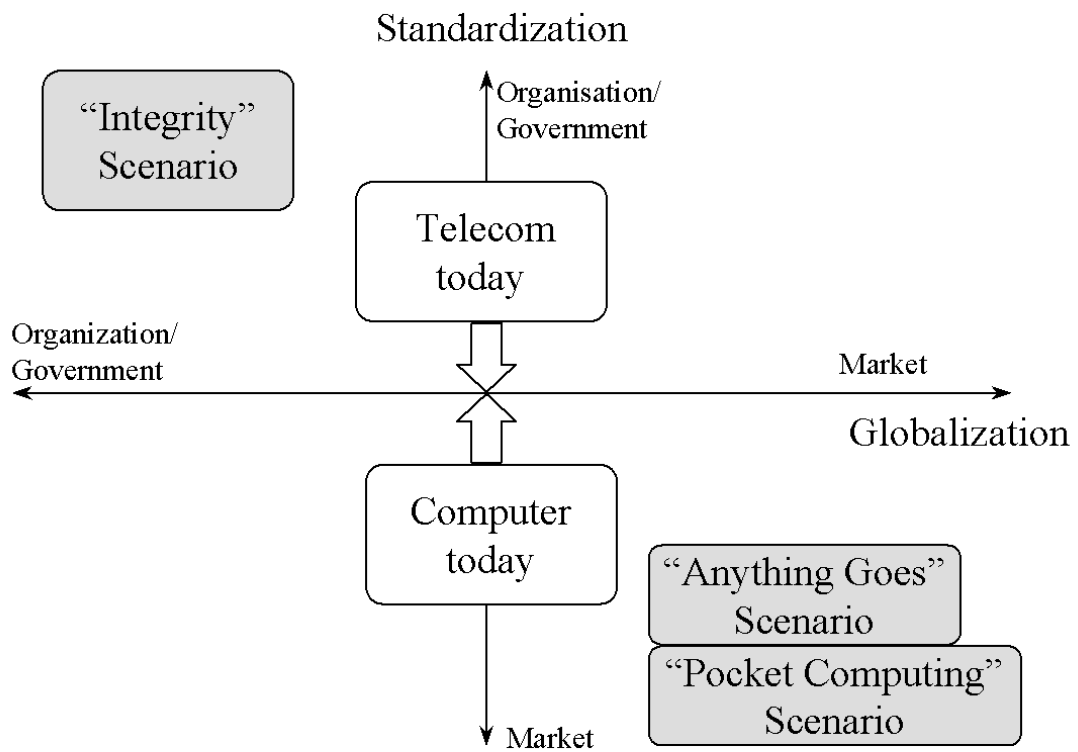 Standardization
“Integrity”
Scenario
Organisation/
Government
Telecom
today
Organization/
Government
Market
Globalization
Computer
today
“Anything Goes”
Scenario
“Pocket Computing”
Scenario
Market